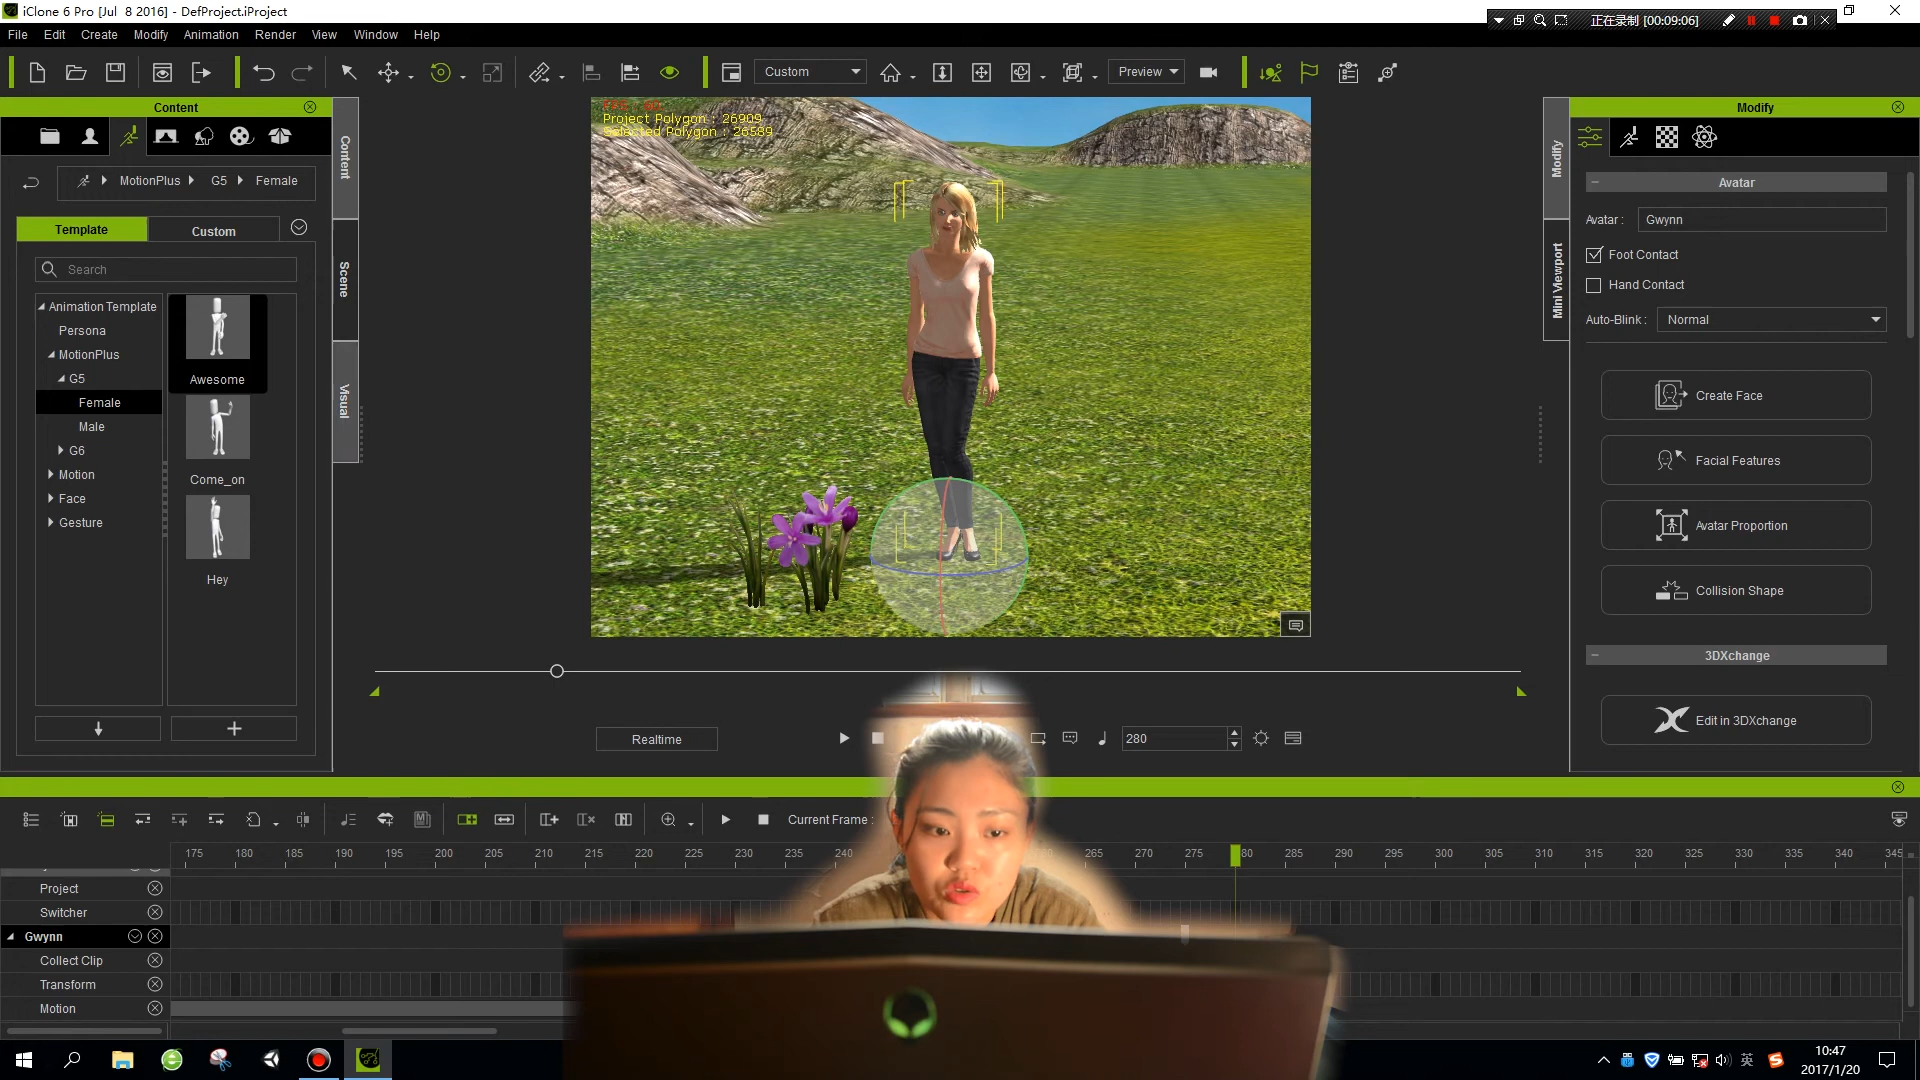 iClone 6 Pro [Jul  8 2016] - DefProject.iProject
正在录制 [00:09:06]
File Edit Create Modify Animation Render View Window Help
Custom
Preview
Content
Modify
MotionPlus G5 Female
Template
Custom
Search
Animation Template
Persona
MotionPlus
G5
Female
Male
G6
Motion
Face
Gesture
Awesome
Come_on
Hey
Content
Scene
Visual
Project Polygon : 26909
Selected Polygon : 26589
Modify
Mini Viewport
Avatar
Avatar : Gwynn
Foot Contact
Hand Contact
Auto-Blink : Normal
Create Face
Facial Features
Avatar Proportion
Collision Shape
3DXchange
Edit in 3DXchange
Realtime
280
Current Frame :
175 180 185 190 195 200 205 210 215 220 225 230 235 240 265 270 275 80 285 290 295 300 305 310 315 320 325 330 335 340 345
Project
Switcher
Gwynn
Collect Clip
Transform
Motion
英
10:47
2017/1/20